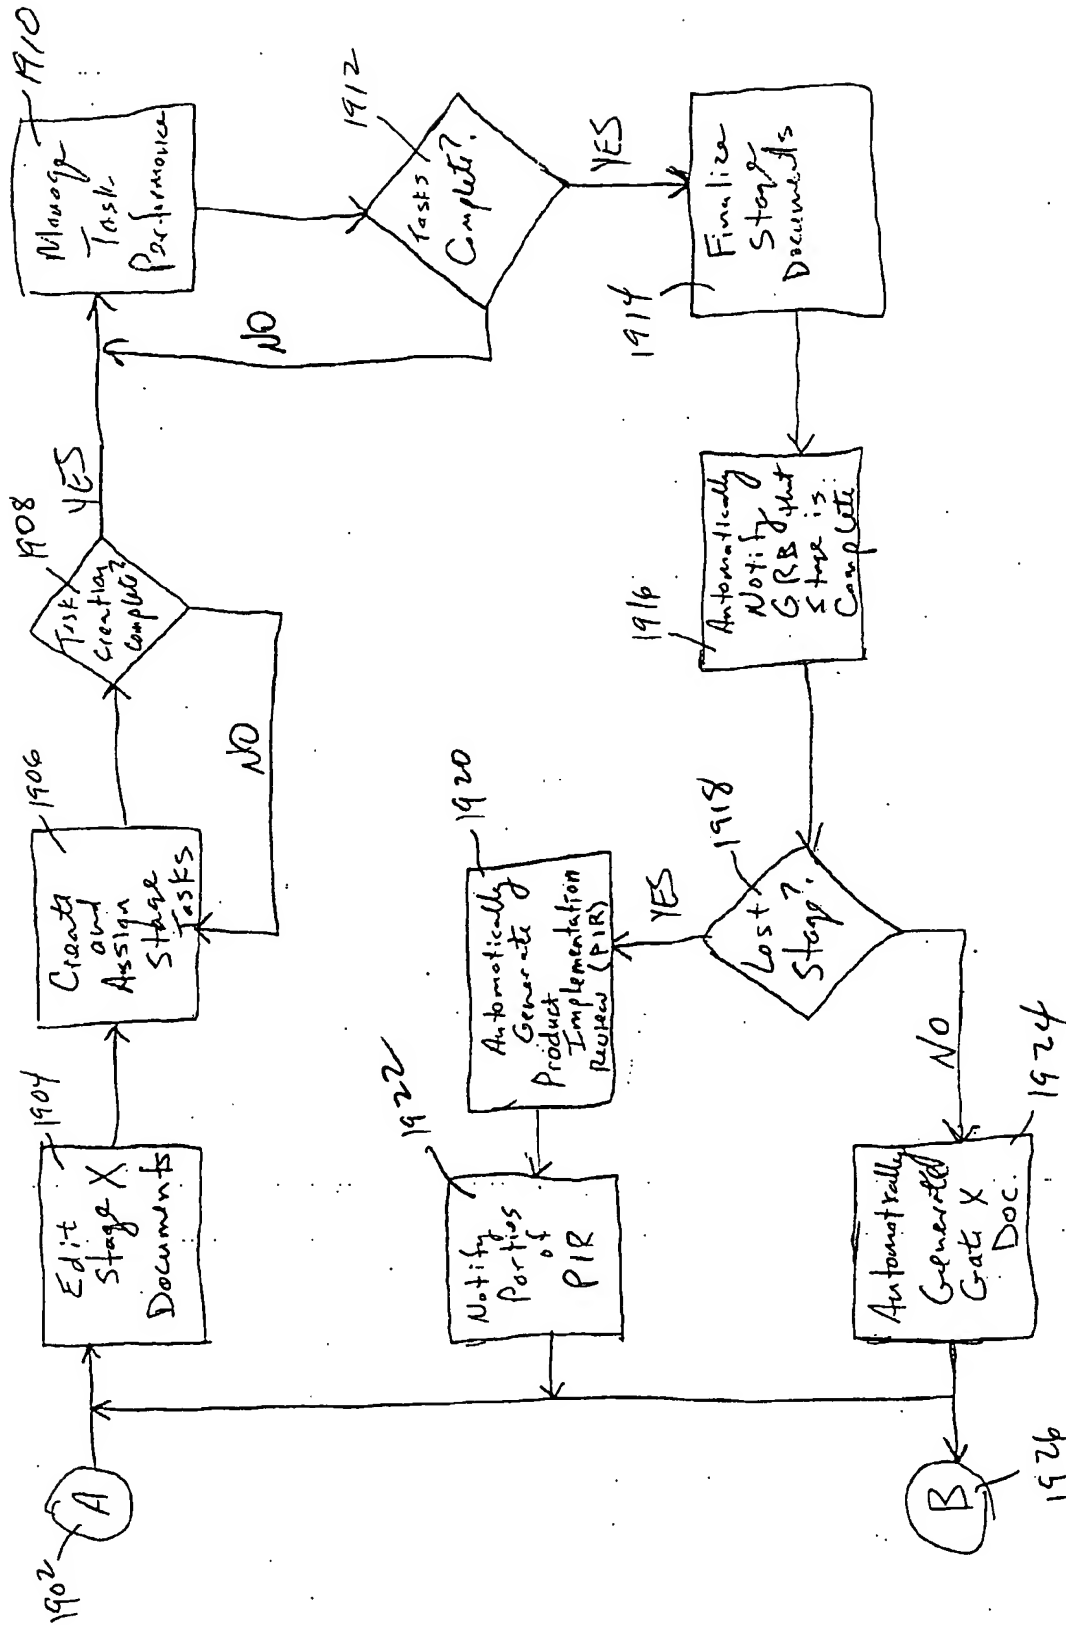 1902
A
1904
Edit
Stage X
Documents
1906
Create
and
Assign
Stage
Tasks
1908
Task
Creation
Complete?
NO
YES
1910
Manage
Task
Performance
1912
Tasks
Complete?
NO
YES
1914
Finalize
Stage
Documents
1916
Automatically
Notify
GRB that
Stage is
Complete
1918
Last
Stage?
YES
NO
1920
Automatically
Generate
Product
Implementation
Review (PIR)
1922
Notify
Parties
of
PIR
1924
Automatically
Generated
Gate X
Doc.
B
1926